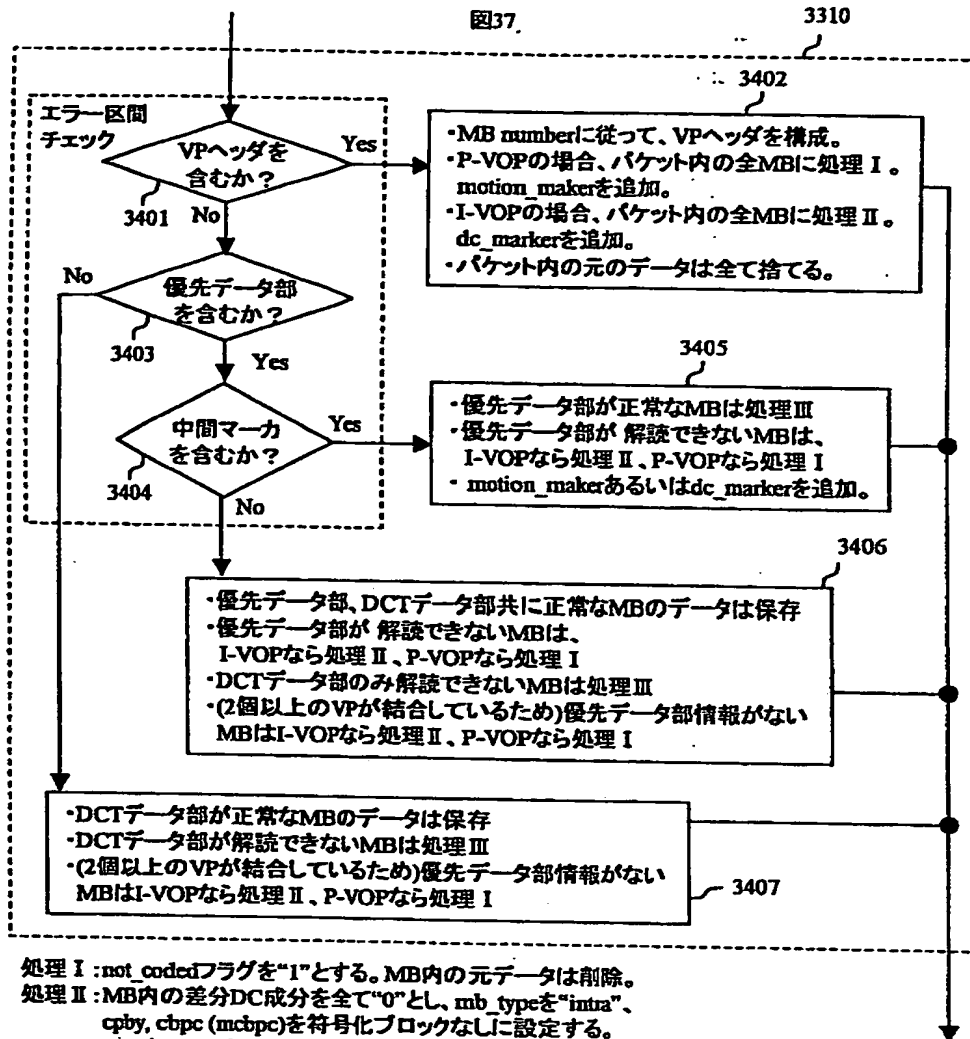 図37
3310
エラー区間
チェック
VPヘッダを
含むか?
3401
Yes
No
3402
・MB numberに従って、VPヘッダを構成。
・P-VOPの場合、パケット内の全MBに処理Ⅰ。
motion_makerを追加。
・I-VOPの場合、パケット内の全MBに処理Ⅱ。
dc_markerを追加。
・パケット内の元のデータは全て捨てる。
No
優先データ部
を含むか?
3403
Yes
中間マーカ
を含むか?
3404
Yes
No
3405
・優先データ部が正常なMBは処理Ⅲ
・優先データ部が 解読できないMBは、
I-VOPなら処理Ⅱ、P-VOPなら処理Ⅰ
・ motion_makerあるいはdc_markerを追加。
3406
・優先データ部、DCTデータ部共に正常なMBのデータは保存
・優先データ部が 解読できないMBは、
I-VOPなら処理Ⅱ、P-VOPなら処理Ⅰ
・DCTデータ部のみ解読できないMBは処理Ⅲ
・(2個以上のVPが結合しているため)優先データ部情報がない
MBはI-VOPなら処理Ⅱ、P-VOPなら処理Ⅰ
・DCTデータ部が正常なMBのデータは保存
・DCTデータ部が解読できないMBは処理Ⅲ
・(2個以上のVPが結合しているため)優先データ部情報がない
MBはI-VOPなら処理Ⅱ、P-VOPなら処理Ⅰ
3407
処理Ⅰ:not_codedフラグを“1”とする。MB内の元データは削除。
処理Ⅱ:MB内の差分DC成分を全て“0”とし、mb_typeを“intra”、
cpby, cbpc (mcbpc)を符号化ブロックなしに設定する。